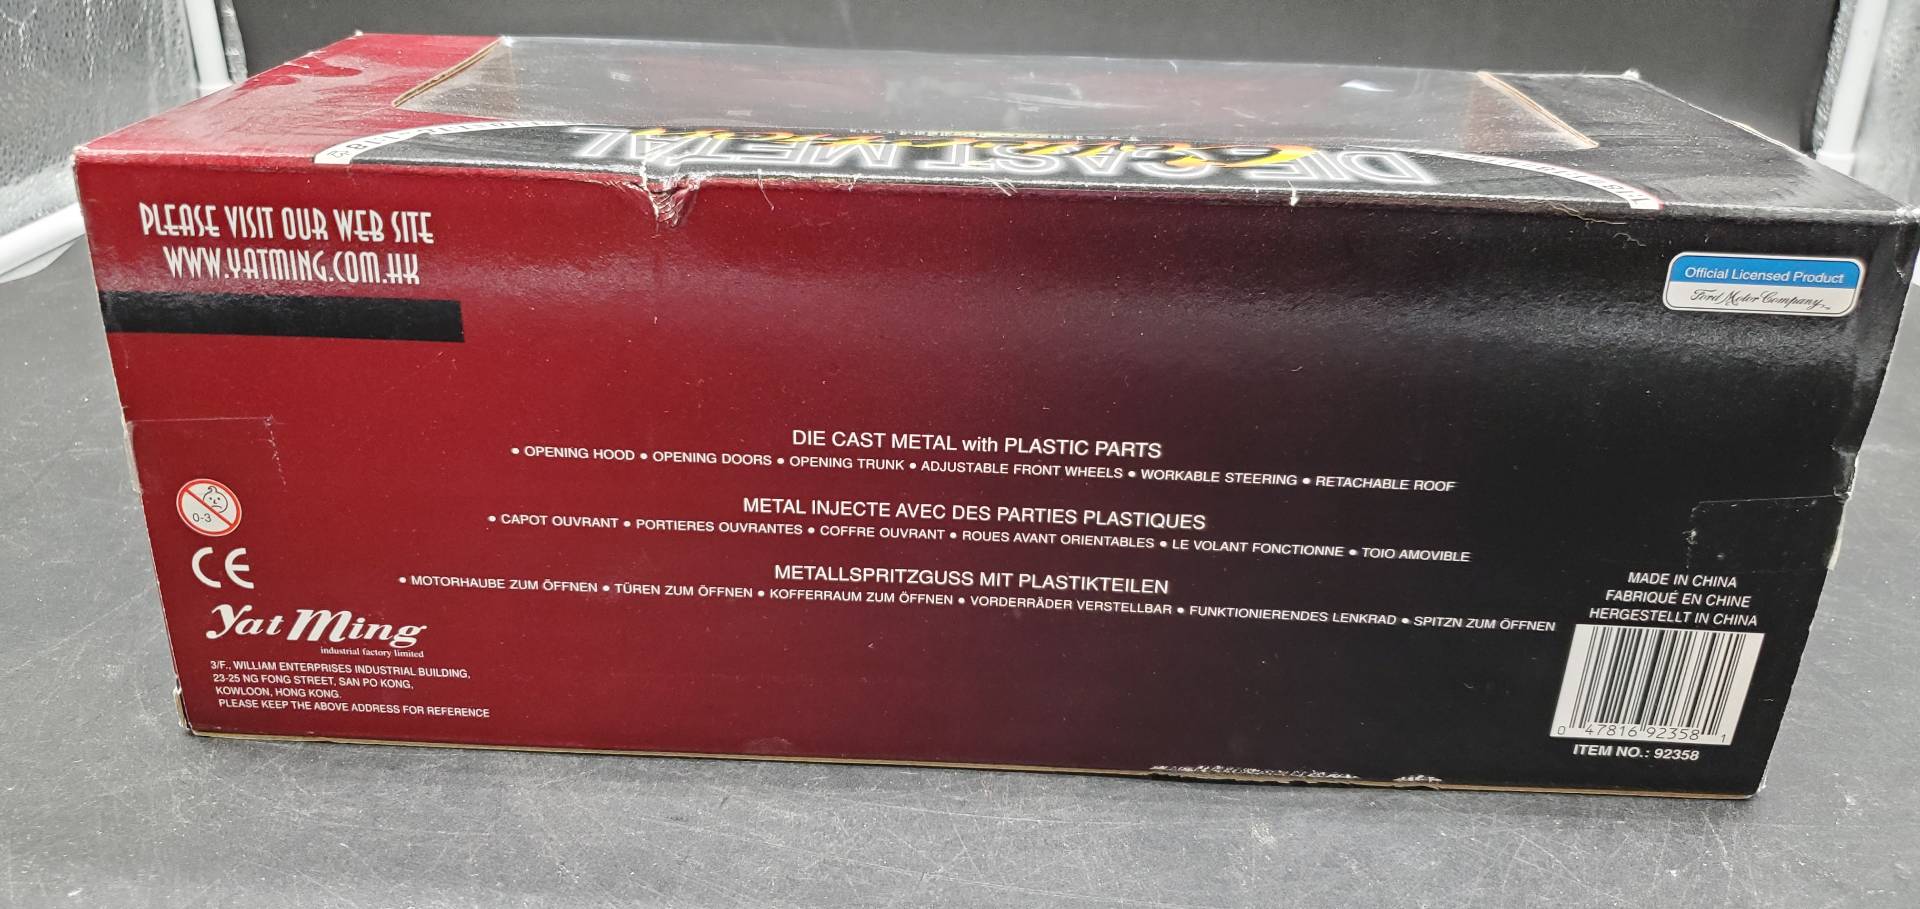 DIE CAST METAL
PLEASE VISIT OUR WEB SITE
WWW.YATMING.COM.HK
Official Licensed Product
Ford Motor Company
DIE CAST METAL with PLASTIC PARTS
• OPENING HOOD • OPENING DOORS • OPENING TRUNK • ADJUSTABLE FRONT WHEELS • WORKABLE STEERING • RETACHABLE ROOF
METAL INJECTE AVEC DES PARTIES PLASTIQUES
• CAPOT OUVRANT • PORTIERES OUVRANTES • COFFRE OUVRANT • ROUES AVANT ORIENTABLES • LE VOLANT FONCTIONNE • TOIO AMOVIBLE
METALLSPRITZGUSS MIT PLASTIKTEILEN
• MOTORHAUBE ZUM ÖFFNEN • TÜREN ZUM ÖFFNEN • KOFFERRAUM ZUM ÖFFNEN • VORDERRÄDER VERSTELLBAR • FUNKTIONIERENDES LENKRAD • SPITZN ZUM ÖFFNEN
0-3
CE
Yat Ming
industrial factory limited
3/F., WILLIAM ENTERPRISES INDUSTRIAL BUILDING,
23-25 NG FONG STREET, SAN PO KONG,
KOWLOON, HONG KONG.
PLEASE KEEP THE ABOVE ADDRESS FOR REFERENCE
MADE IN CHINA
FABRIQUÉ EN CHINE
HERGESTELLT IN CHINA
0 47816 92358 1
ITEM NO.: 92358